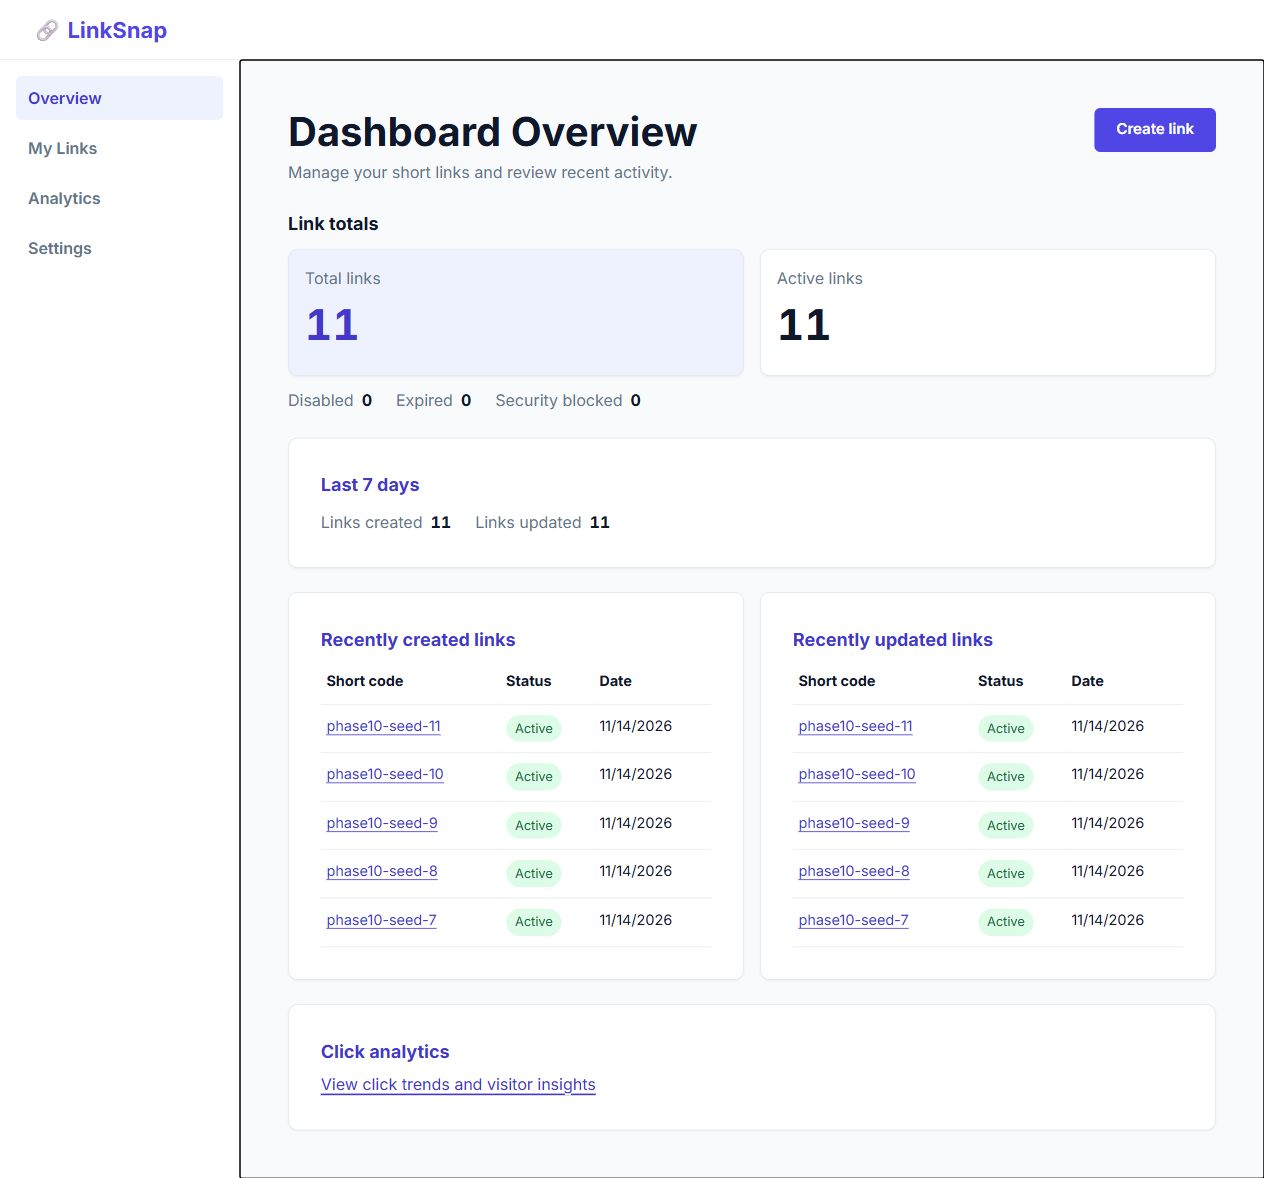 LinkSnap
Overview
My Links
Analytics
Settings
Dashboard Overview
Create link
Manage your short links and review recent activity.
Link totals
Total links
11
Active links
11
Disabled 0 Expired 0 Security blocked 0
Last 7 days
Links created 11 Links updated 11
Recently created links
Short code Status Date
phase10-seed-11 Active 11/14/2026
phase10-seed-10 Active 11/14/2026
phase10-seed-9 Active 11/14/2026
phase10-seed-8 Active 11/14/2026
phase10-seed-7 Active 11/14/2026
Recently updated links
Short code Status Date
phase10-seed-11 Active 11/14/2026
phase10-seed-10 Active 11/14/2026
phase10-seed-9 Active 11/14/2026
phase10-seed-8 Active 11/14/2026
phase10-seed-7 Active 11/14/2026
Click analytics
View click trends and visitor insights